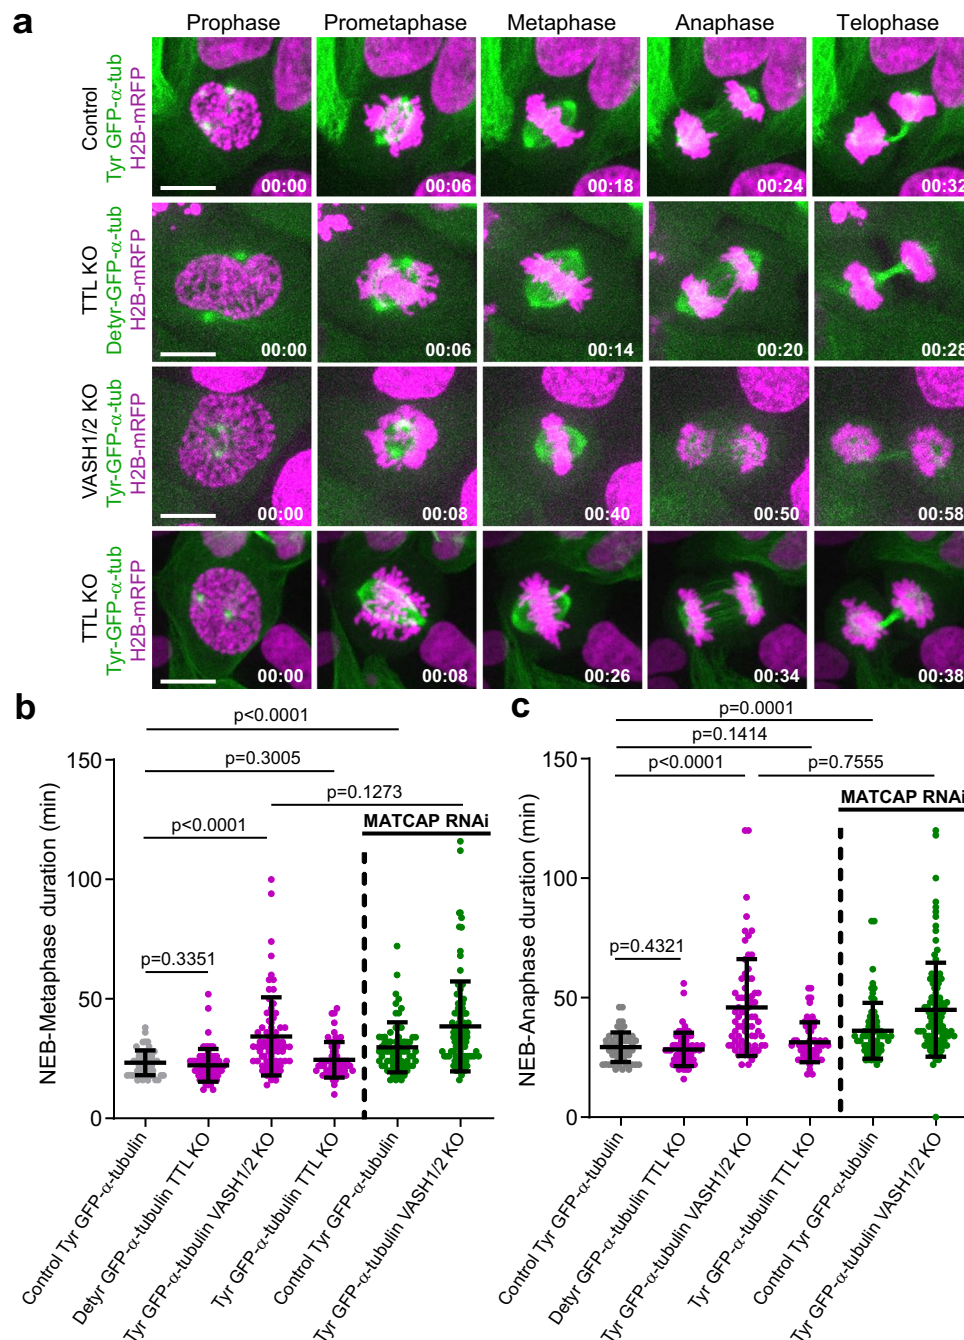 a
Prophase Prometaphase Metaphase Anaphase Telophase
Control
Tyr GFP-α-tub
H2B-mRFP
00:00 00:06 00:18 00:24 00:32
TTL KO
Detyr-GFP-α-tub
H2B-mRFP
00:00 00:06 00:14 00:20 00:28
VASH1/2 KO
Tyr-GFP-α-tub
H2B-mRFP
00:00 00:08 00:40 00:50 00:58
TTL KO
Tyr-GFP-α-tub
H2B-mRFP
00:00 00:08 00:26 00:34 00:38
b
p<0.0001
p=0.3005
p=0.1273
p<0.0001
MATCAP RNAi
p=0.3351
NEB-Metaphase duration (min)
150
100
50
0
Control Tyr GFP-α-tubulin
Detyr GFP-α-tubulin TTL KO
Tyr GFP-α-tubulin VASH1/2 KO
Tyr GFP-α-tubulin TTL KO
Control Tyr GFP-α-tubulin
Tyr GFP-α-tubulin VASH1/2 KO
c
p=0.0001
p=0.1414
p<0.0001 p=0.7555
MATCAP RNAi
p=0.4321
NEB-Anaphase duration (min)
150
100
50
0
Control Tyr GFP-α-tubulin
Detyr GFP-α-tubulin TTL KO
Tyr GFP-α-tubulin VASH1/2 KO
Tyr GFP-α-tubulin TTL KO
Control Tyr GFP-α-tubulin
Tyr GFP-α-tubulin VASH1/2 KO